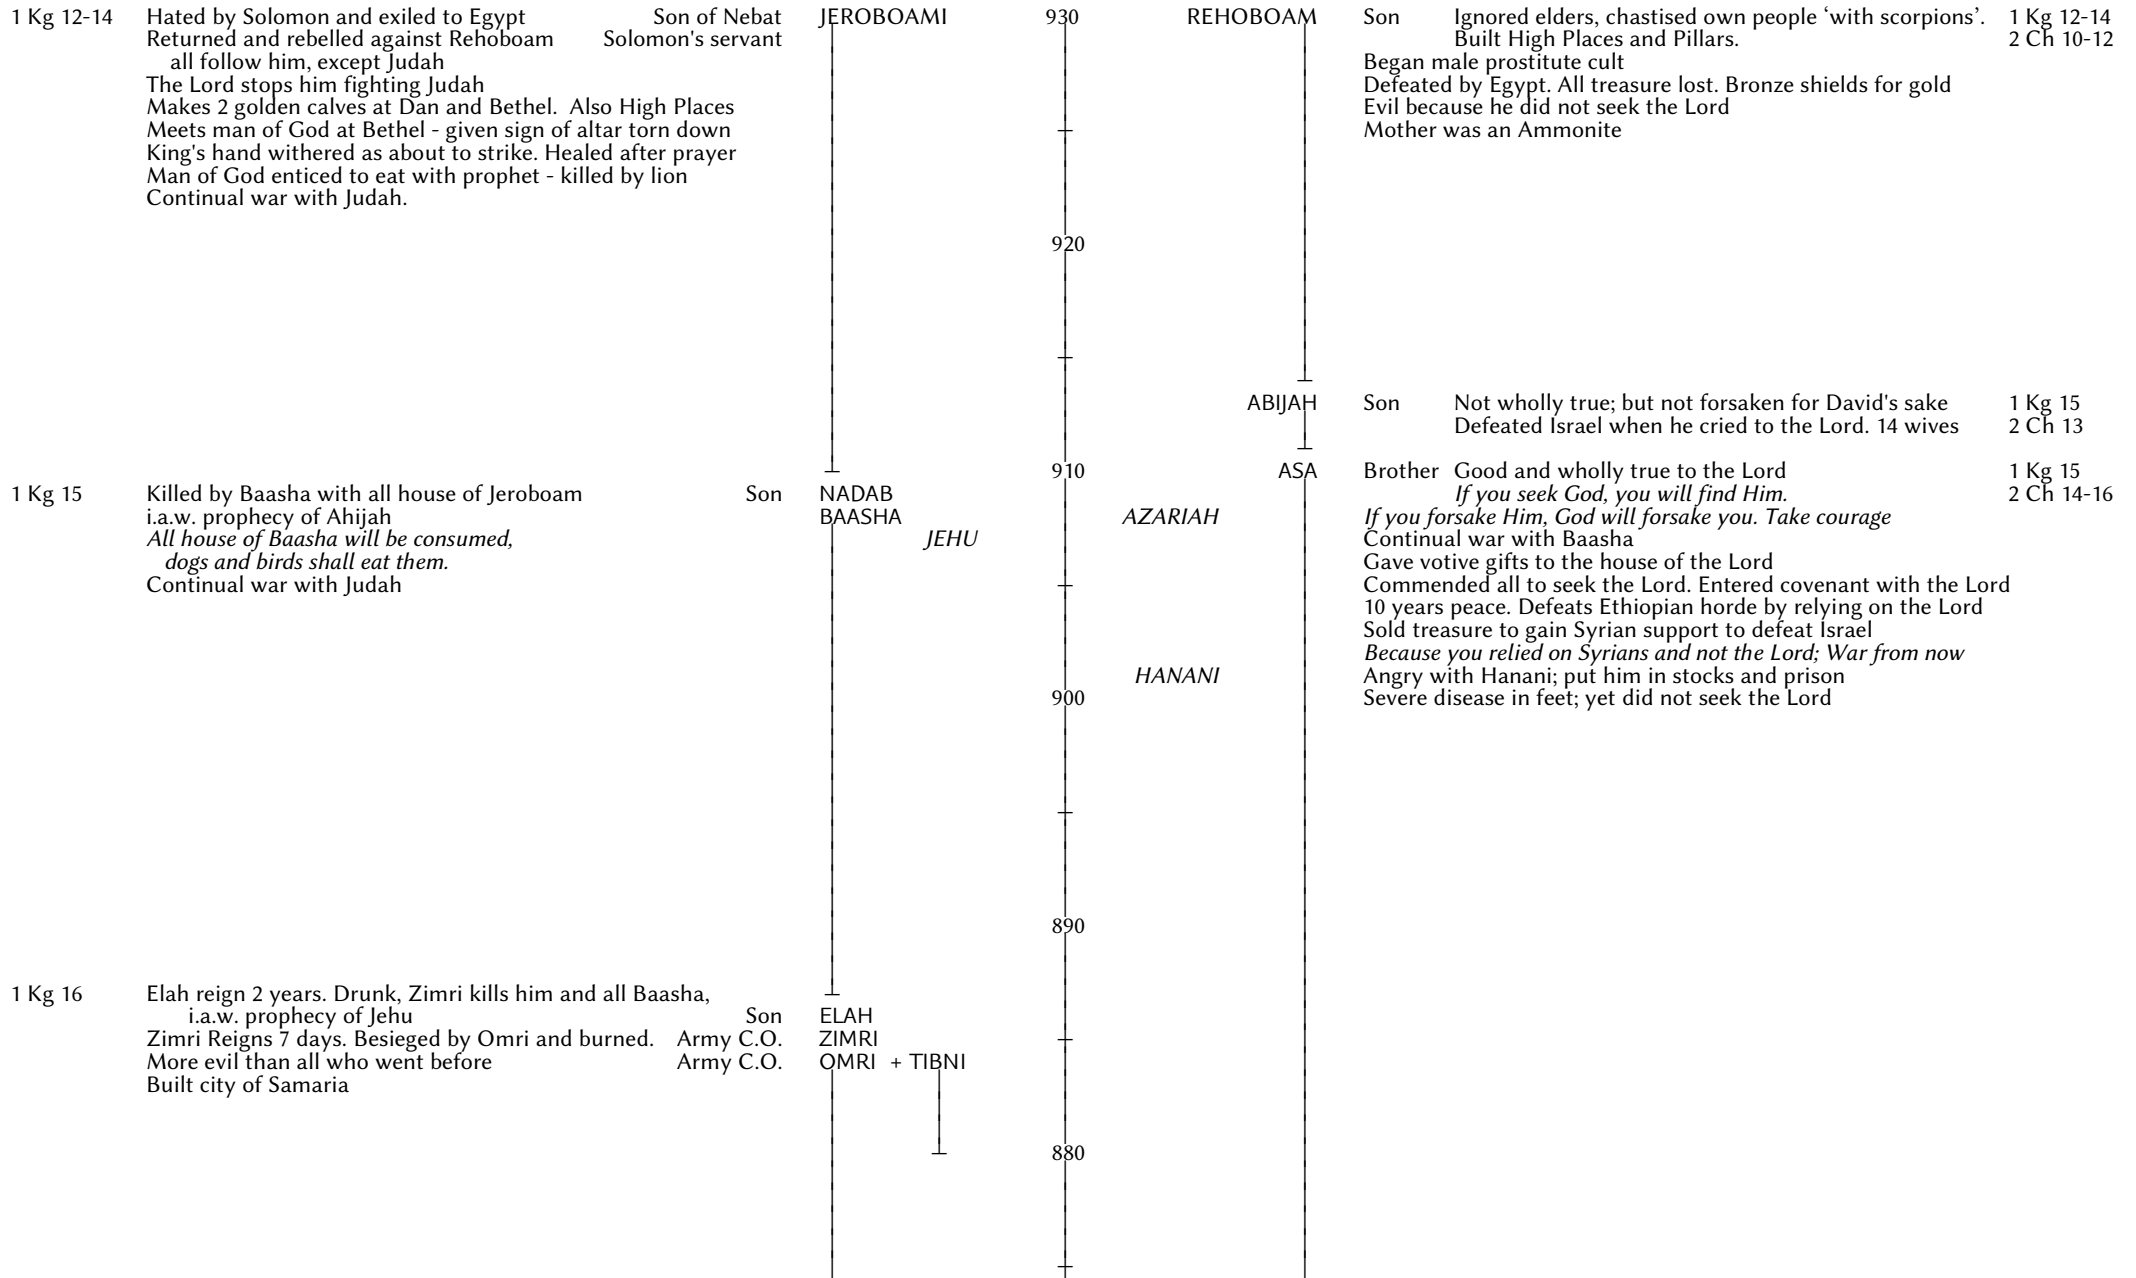 1 Kg 12-14 Hated by Solomon and exiled to Egypt Son of Nebat JEROBOAMI 930 REHOBOAM Son Ignored elders, chastised own people ‘with scorpions’. 1 Kg 12-14
Returned and rebelled against Rehoboam Solomon's servant Built High Places and Pillars. 2 Ch 10-12
all follow him, except Judah Began male prostitute cult
The Lord stops him fighting Judah Defeated by Egypt. All treasure lost. Bronze shields for gold
Makes 2 golden calves at Dan and Bethel. Also High Places Evil because he did not seek the Lord
Meets man of God at Bethel - given sign of altar torn down Mother was an Ammonite
King's hand withered as about to strike. Healed after prayer
Man of God enticed to eat with prophet - killed by lion
Continual war with Judah.
920
ABIJAH Son Not wholly true; but not forsaken for David's sake 1 Kg 15
Defeated Israel when he cried to the Lord. 14 wives 2 Ch 13
910 ASA Brother Good and wholly true to the Lord 1 Kg 15
1 Kg 15 Killed by Baasha with all house of Jeroboam Son NADAB If you seek God, you will find Him. 2 Ch 14-16
i.a.w. prophecy of Ahijah BAASHA AZARIAH If you forsake Him, God will forsake you. Take courage
All house of Baasha will be consumed, JEHU Continual war with Baasha
dogs and birds shall eat them. Gave votive gifts to the house of the Lord
Continual war with Judah Commended all to seek the Lord. Entered covenant with the Lord
10 years peace. Defeats Ethiopian horde by relying on the Lord
Sold treasure to gain Syrian support to defeat Israel
Because you relied on Syrians and not the Lord; War from now
HANANI Angry with Hanani; put him in stocks and prison
900 Severe disease in feet; yet did not seek the Lord
890
1 Kg 16 Elah reign 2 years. Drunk, Zimri kills him and all Baasha,
i.a.w. prophecy of Jehu Son ELAH
Zimri Reigns 7 days. Besieged by Omri and burned. Army C.O. ZIMRI
More evil than all who went before Army C.O. OMRI + TIBNI
Built city of Samaria
880